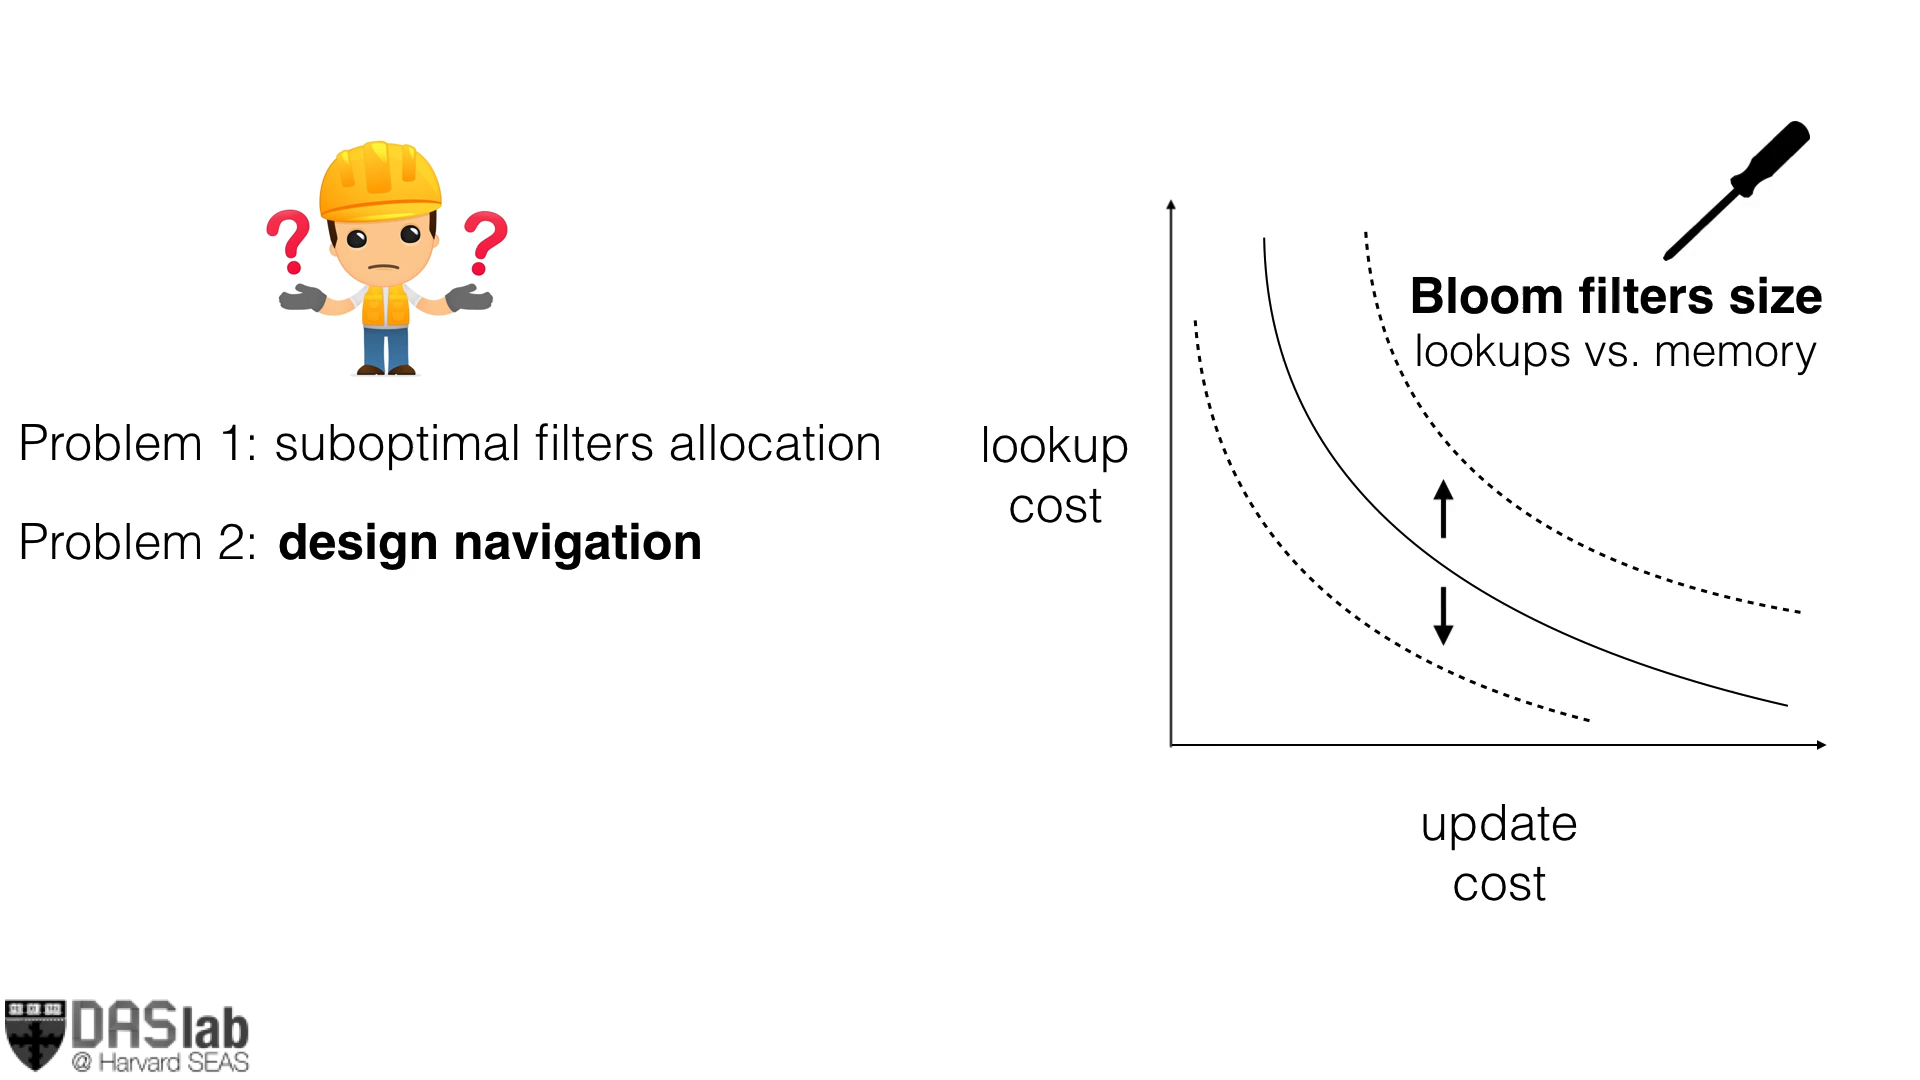 ? ?
Problem 1: suboptimal filters allocation
Problem 2: design navigation
Bloom filters size
lookups vs. memory
lookup
cost
update
cost
DASlab
@ Harvard SEAS